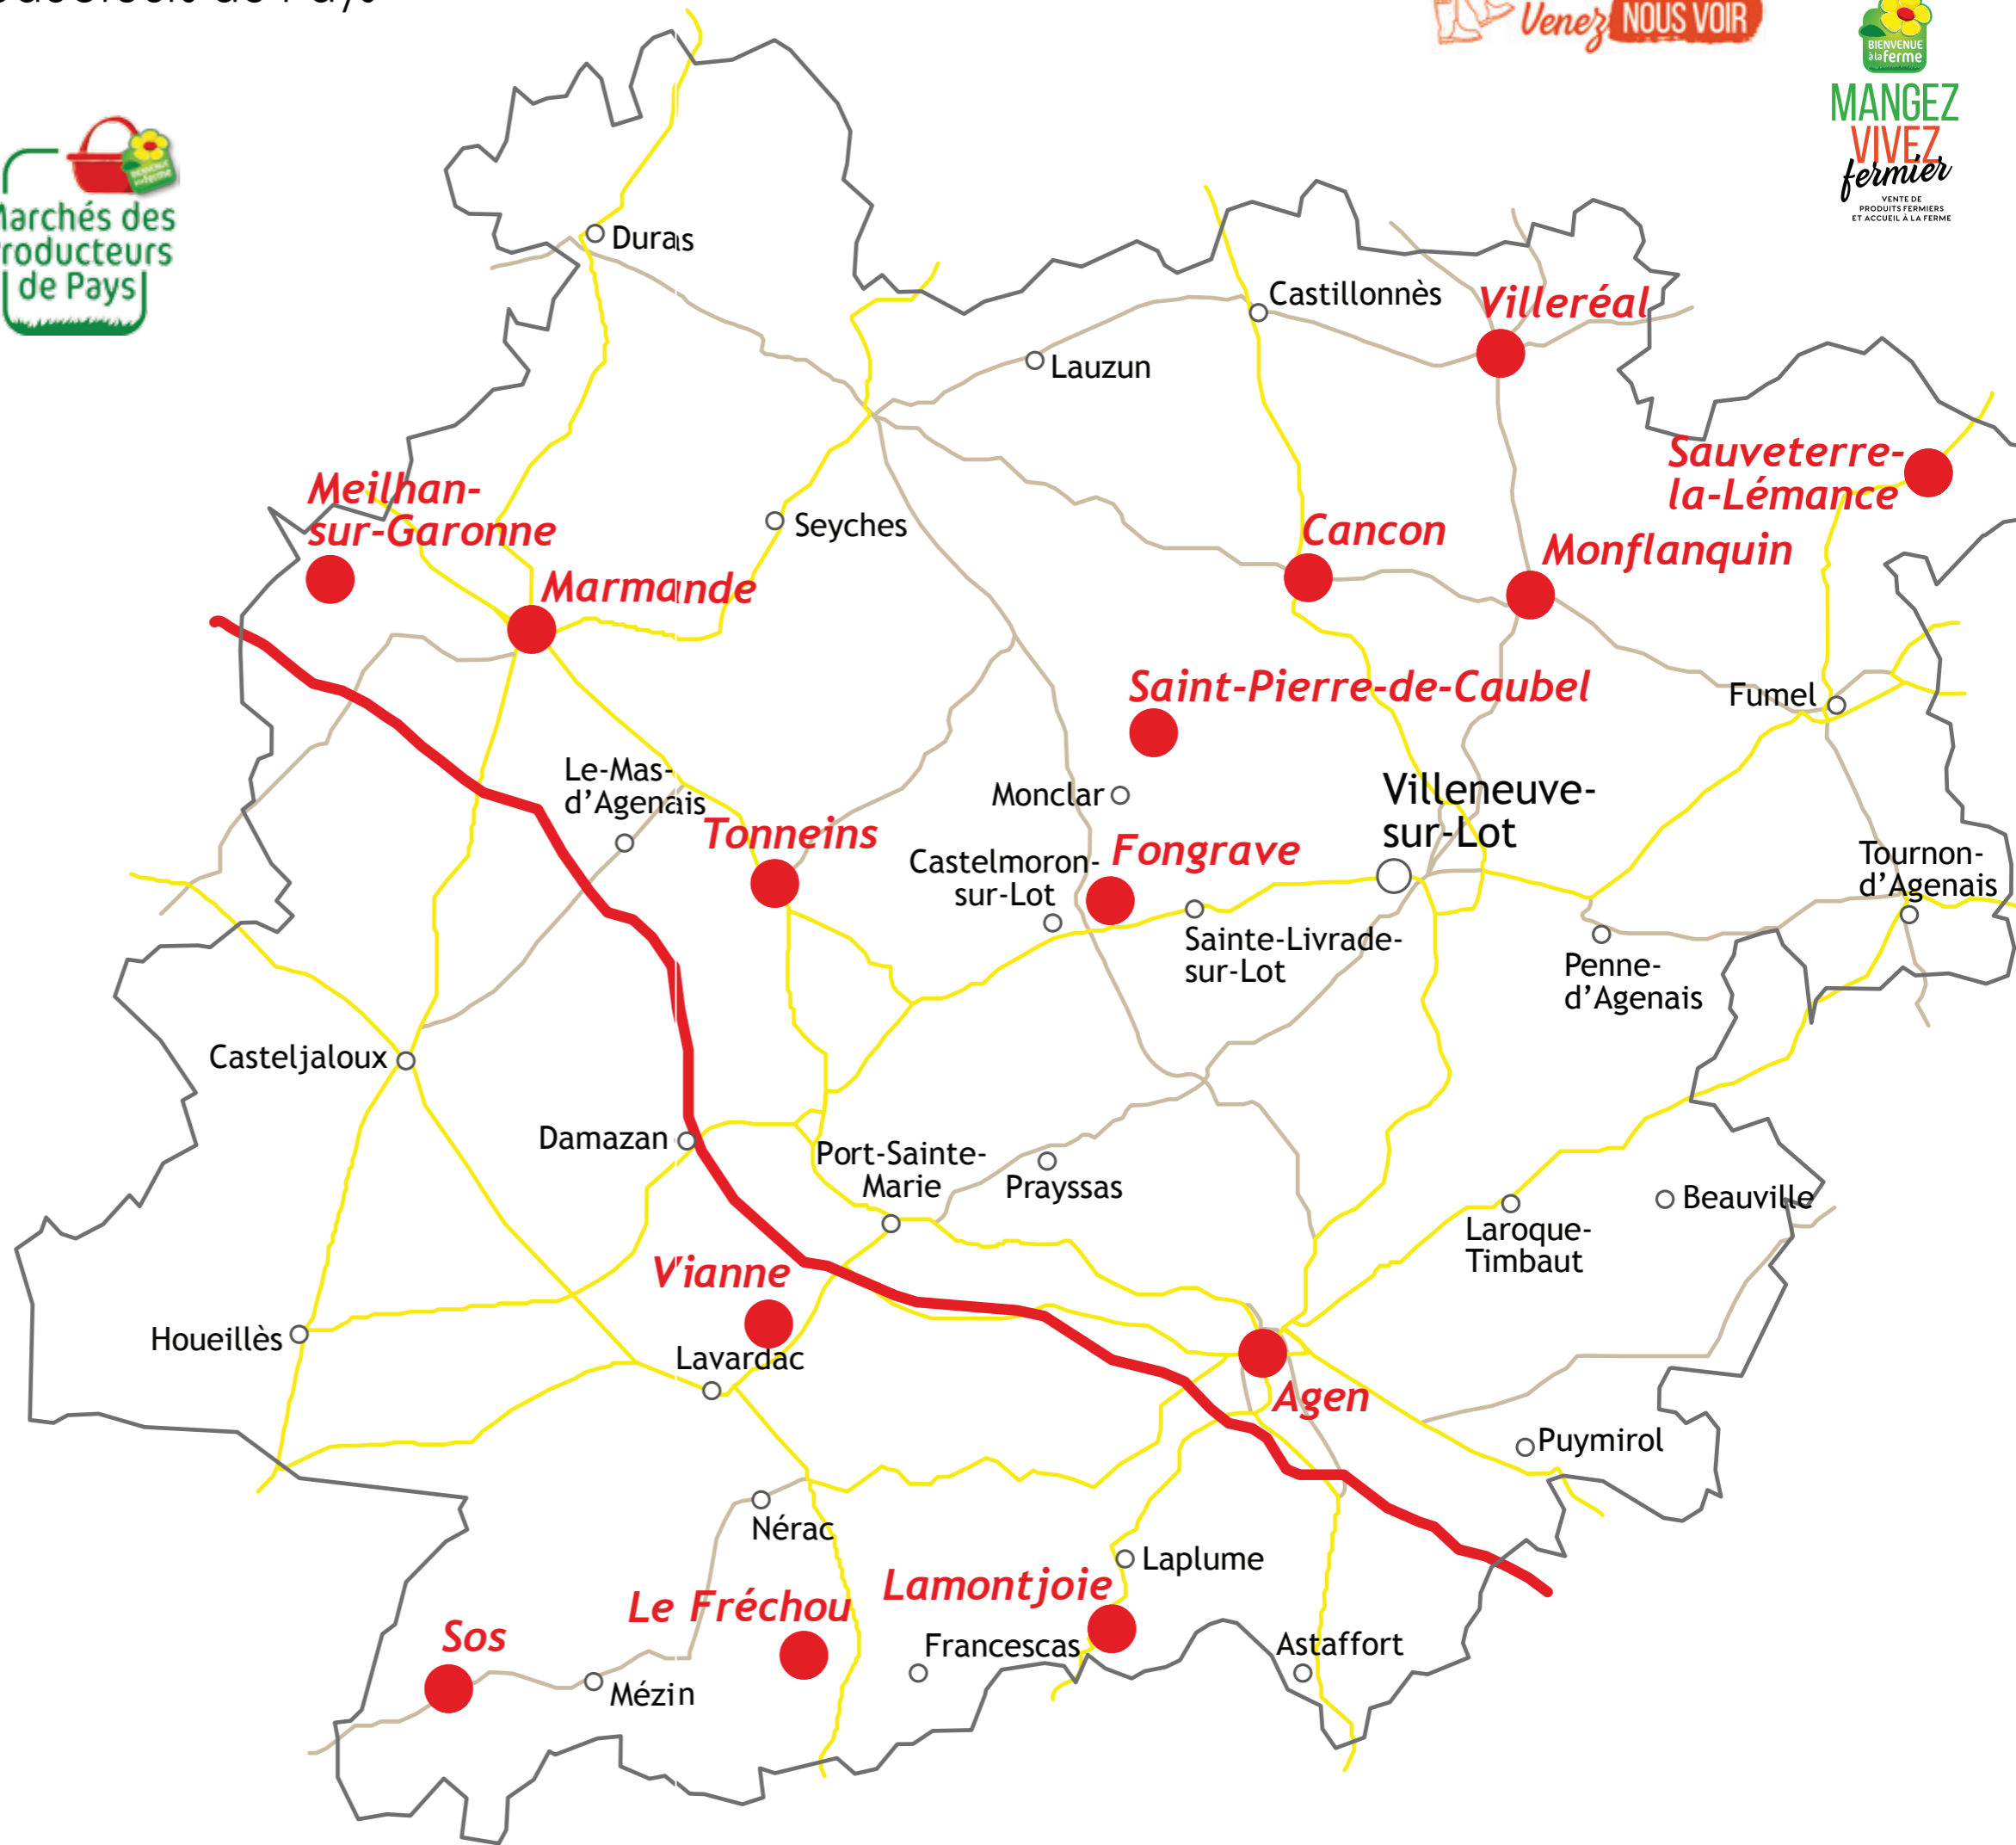 Venez NOUS VOIR
BIENVENUE
à la ferme
MANGEZ
VIVEZ
fermier
VENTE DE
PRODUITS FERMIERS
ET ACCUEIL À LA FERME
BIENVENUE
à la ferme
Marchés des
roducteurs
de Pays
Duras
Castillonnès
Villeréal
Lauzun
Sauveterre-
la-Lémance
Meilhan-
sur-Garonne
Seyches
Cancon
Monflanquin
Marmande
Saint-Pierre-de-Caubel
Fumel
Le-Mas-
d'Agenais
Monclar
Villeneuve-
sur-Lot
Tonneins
Castelmoron-
sur-Lot
Fongrave
Tournon-
d'Agenais
Sainte-Livrade-
sur-Lot
Penne-
d'Agenais
Casteljaloux
Damazan
Port-Sainte-
Marie
Prayssas
Beauville
Laroque-
Timbaut
Vianne
Houeillès
Lavardac
Agen
Puymirol
Nérac
Laplume
Lamontjoie
Le Fréchou
Sos
Francescas
Astaffort
Mézin